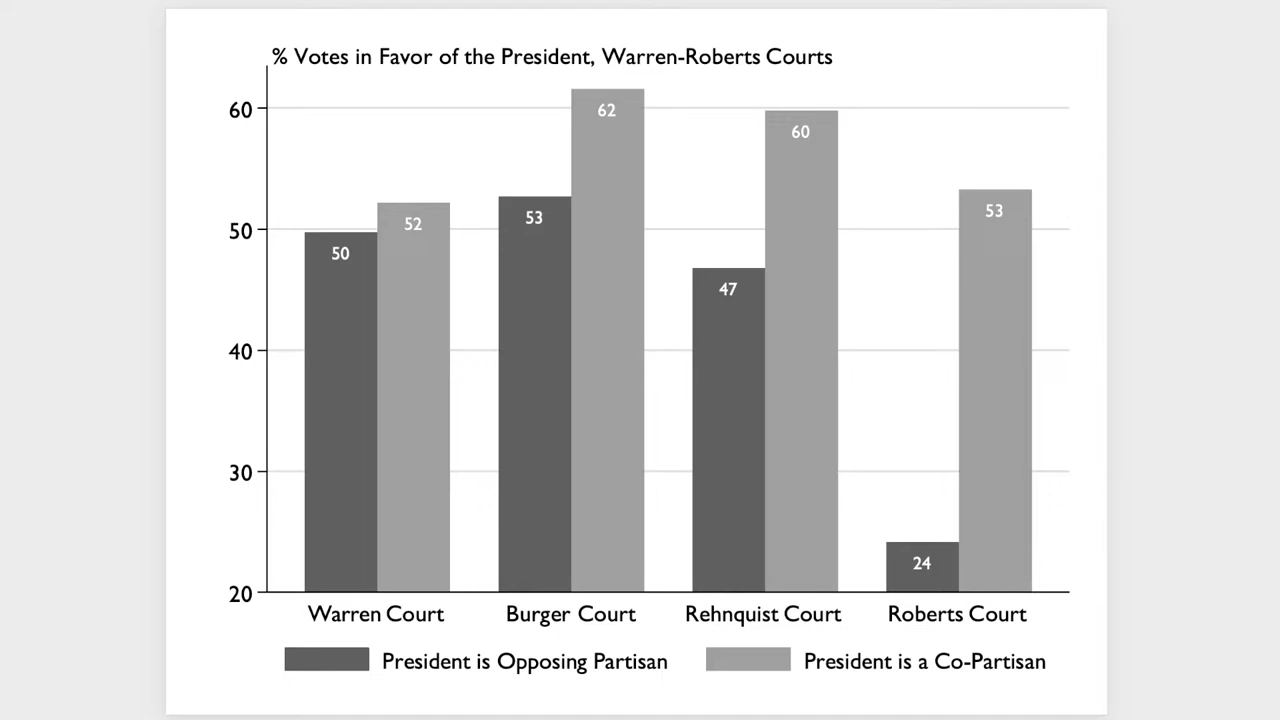 % Votes in Favor of the President, Warren-Roberts Courts
60
50
40
30
20
50
52
53
62
47
60
24
53
Warren Court
Burger Court
Rehnquist Court
Roberts Court
President is Opposing Partisan
President is a Co-Partisan